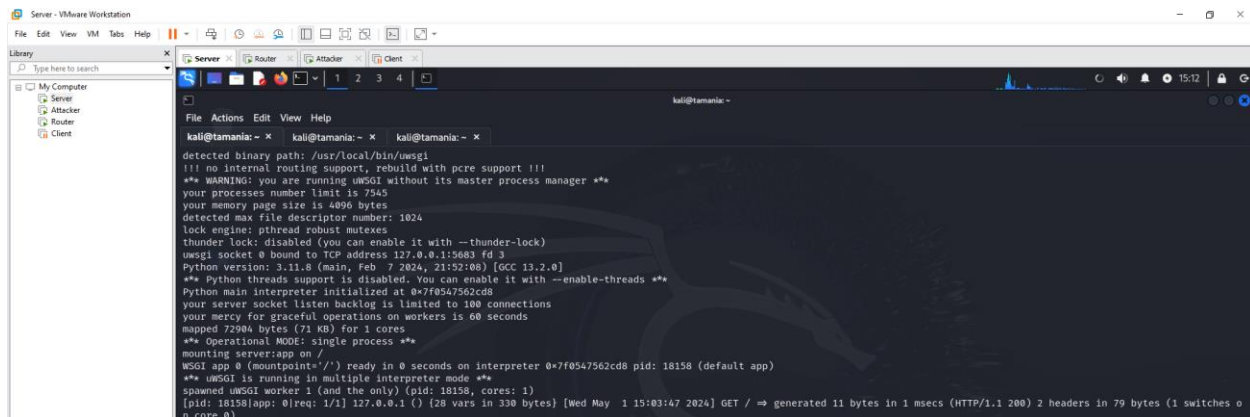 Server - VMware Workstation
File Edit View VM Tabs Help
Library
Type here to search
My Computer
Server
Attacker
Router
Client
Server Router Attacker Client
1 2 3 4
15:12
kali@tamania: ~
File Actions Edit View Help
kali@tamania: ~ kali@tamania: ~ kali@tamania: ~
detected binary path: /usr/local/bin/uwsgi
!!! no internal routing support, rebuild with pcre support !!!
*** WARNING: you are running uWSGI without its master process manager ***
your processes number limit is 7545
your memory page size is 4096 bytes
detected max file descriptor number: 1024
lock engine: pthread robust mutexes
thunder lock: disabled (you can enable it with --thunder-lock)
uwsgi socket 0 bound to TCP address 127.0.0.1:5683 fd 3
Python version: 3.11.8 (main, Feb 7 2024, 21:52:08) [GCC 13.2.0]
*** Python threads support is disabled. You can enable it with --enable-threads ***
Python main interpreter initialized at 0×7f0547562cd8
your server socket listen backlog is limited to 100 connections
your mercy for graceful operations on workers is 60 seconds
mapped 72904 bytes (71 KB) for 1 cores
*** Operational MODE: single process ***
mounting server:app on /
WSGI app 0 (mountpoint='/') ready in 0 seconds on interpreter 0×7f0547562cd8 pid: 18158 (default app)
*** uWSGI is running in multiple interpreter mode ***
spawned uWSGI worker 1 (and the only) (pid: 18158, cores: 1)
[pid: 18158|app: 0|req: 1/1] 127.0.0.1 () {28 vars in 330 bytes} [Wed May 1 15:03:47 2024] GET / ⇒ generated 11 bytes in 1 msecs (HTTP/1.1 200) 2 headers in 79 bytes (1 switches o
n core 0)